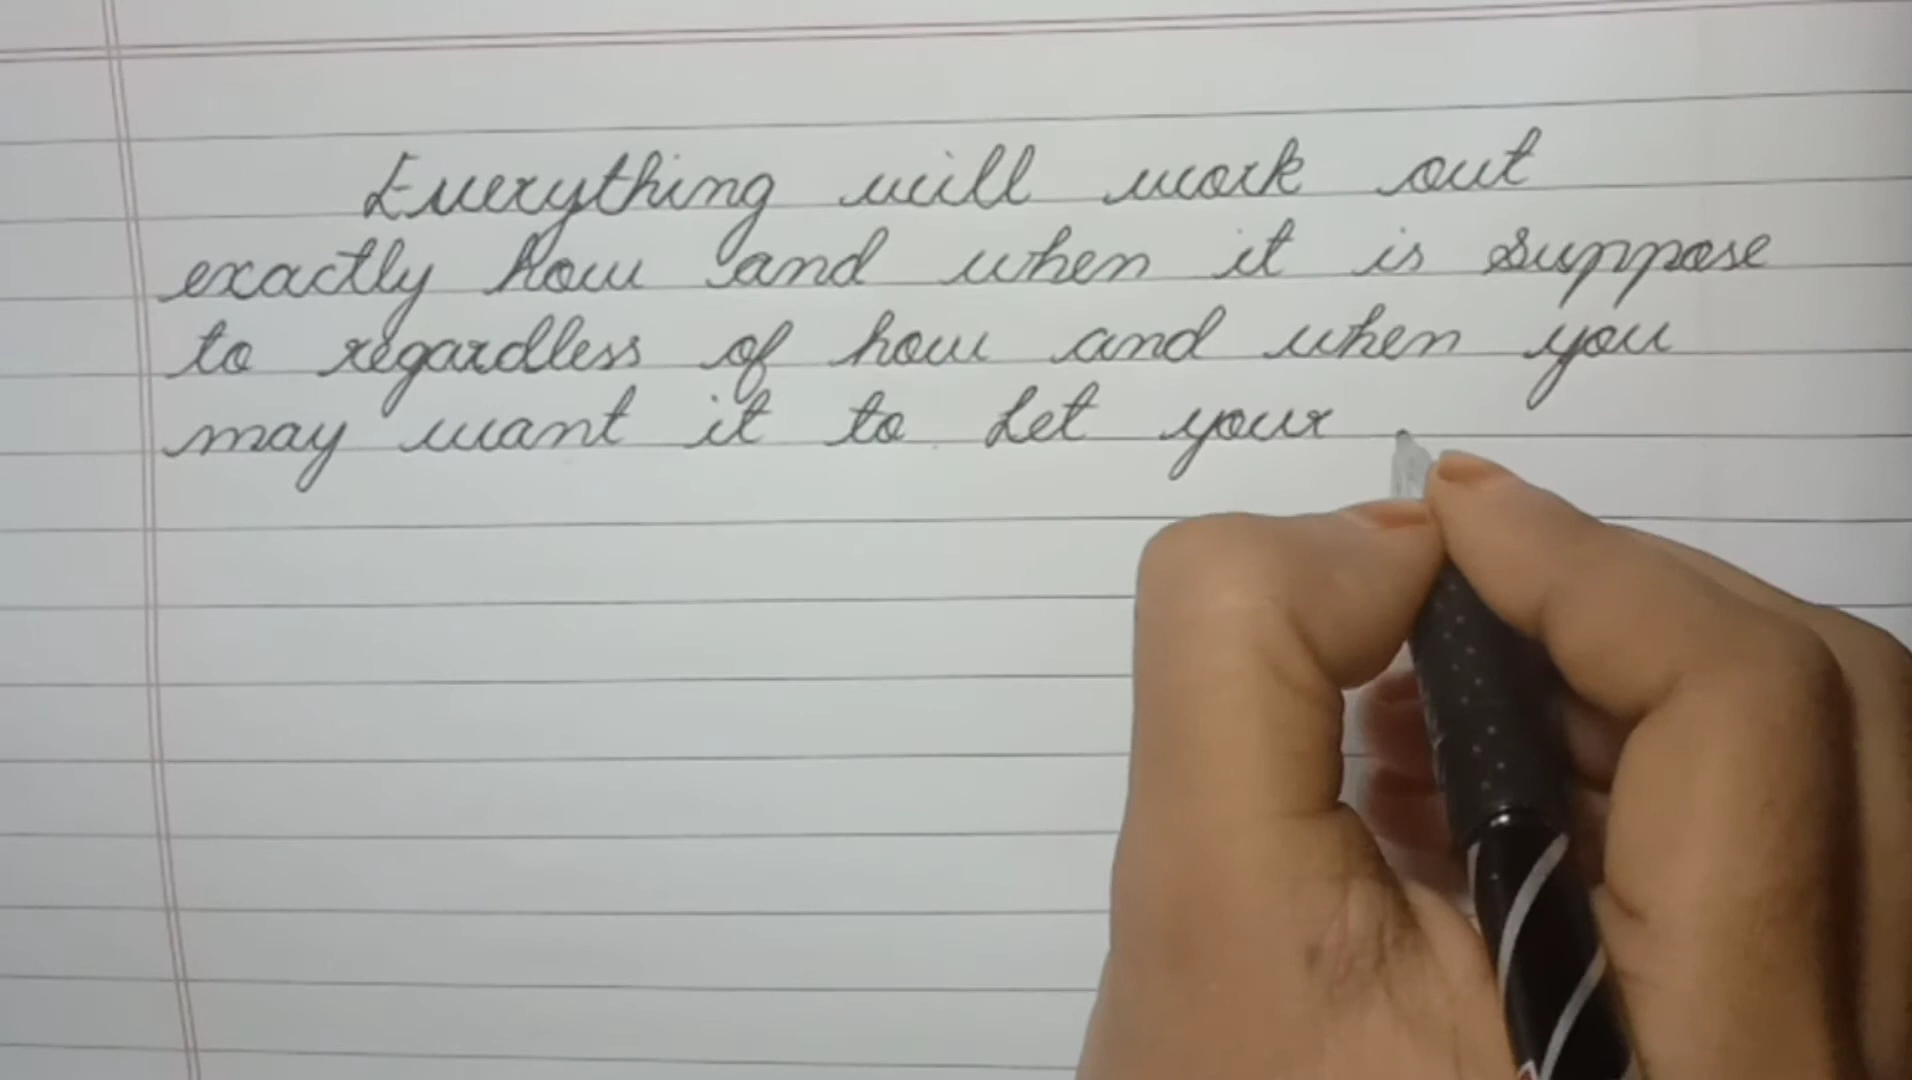 Everything will work out
exactly how and when it is suppose
to regardless of how and when you
may want it to Let your